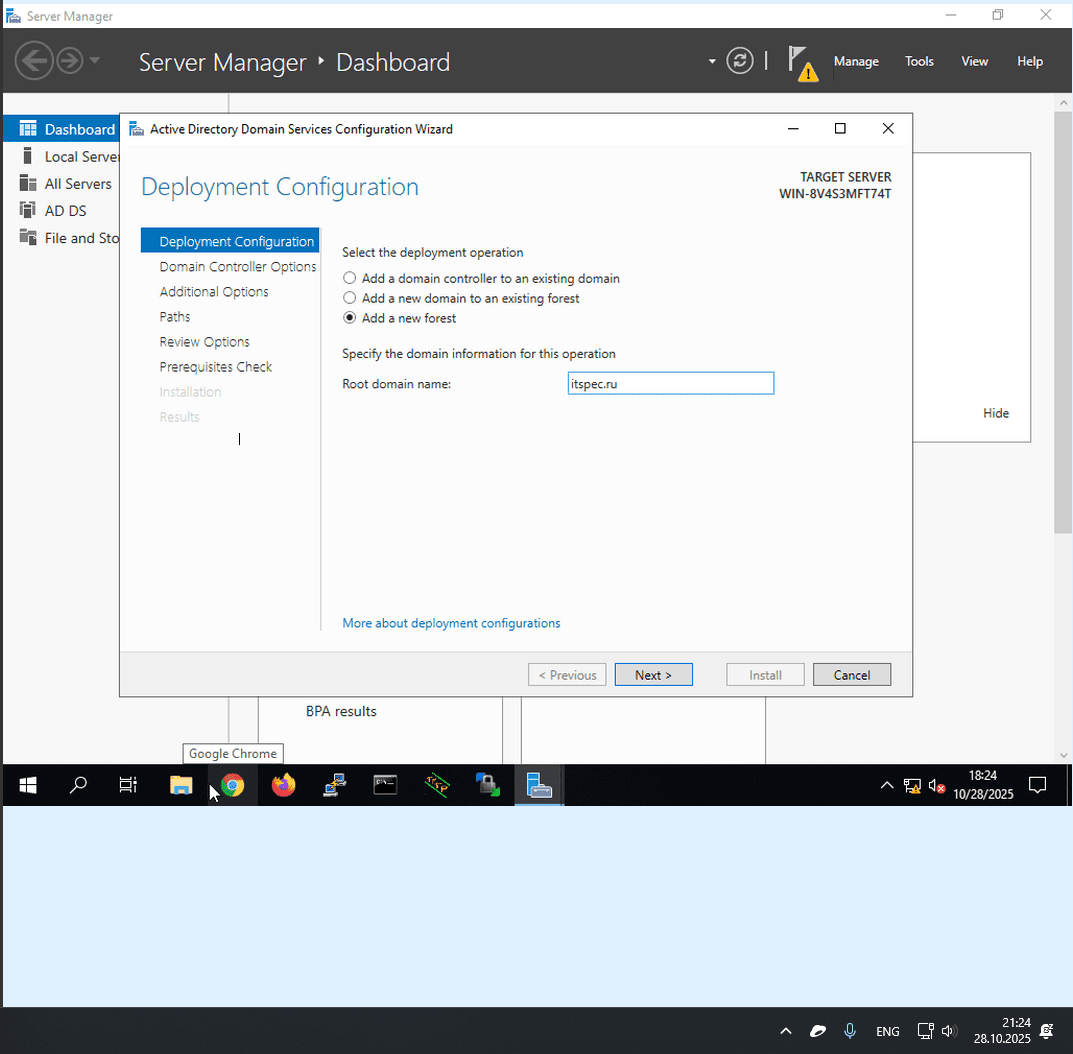 Server Manager
Server Manager ‣ Dashboard
Manage Tools View Help
Dashboard
Local Server
All Servers
AD DS
File and Sto
Active Directory Domain Services Configuration Wizard
Deployment Configuration
TARGET SERVER
WIN-8V4S3MFT74T
Deployment Configuration
Domain Controller Options
Additional Options
Paths
Review Options
Prerequisites Check
Installation
Results
Select the deployment operation
Add a domain controller to an existing domain
Add a new domain to an existing forest
Add a new forest
Specify the domain information for this operation
Root domain name: itspec.ru
More about deployment configurations
< Previous Next > Install Cancel
Hide
BPA results
Google Chrome
18:24
10/28/2025
ENG
21:24
28.10.2025